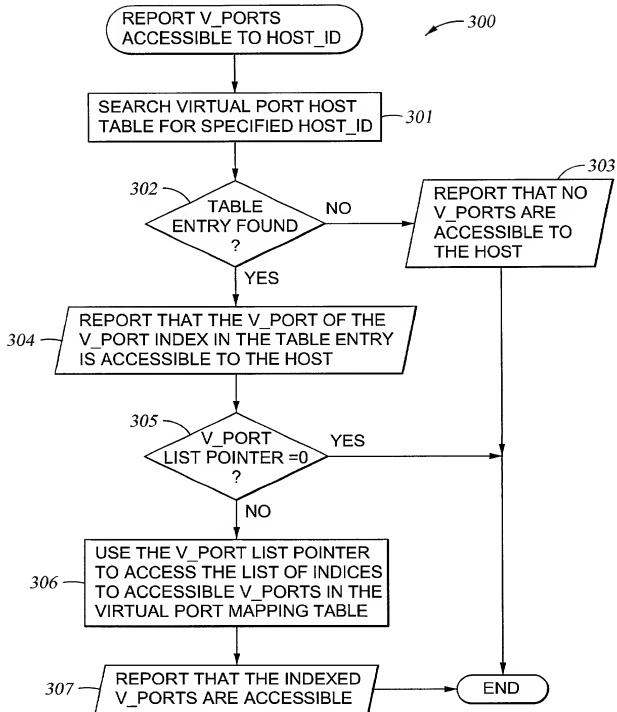 REPORT V_PORTS
ACCESSIBLE TO HOST_ID
300
SEARCH VIRTUAL PORT HOST
TABLE FOR SPECIFIED HOST_ID
301
302
TABLE
ENTRY FOUND
?
NO
YES
303
REPORT THAT NO
V_PORTS ARE
ACCESSIBLE TO
THE HOST
304
REPORT THAT THE V_PORT OF THE
V_PORT INDEX IN THE TABLE ENTRY
IS ACCESSIBLE TO THE HOST
305
V_PORT
LIST POINTER =0
?
YES
NO
306
USE THE V_PORT LIST POINTER
TO ACCESS THE LIST OF INDICES
TO ACCESSIBLE V_PORTS IN THE
VIRTUAL PORT MAPPING TABLE
307
REPORT THAT THE INDEXED
V_PORTS ARE ACCESSIBLE
END